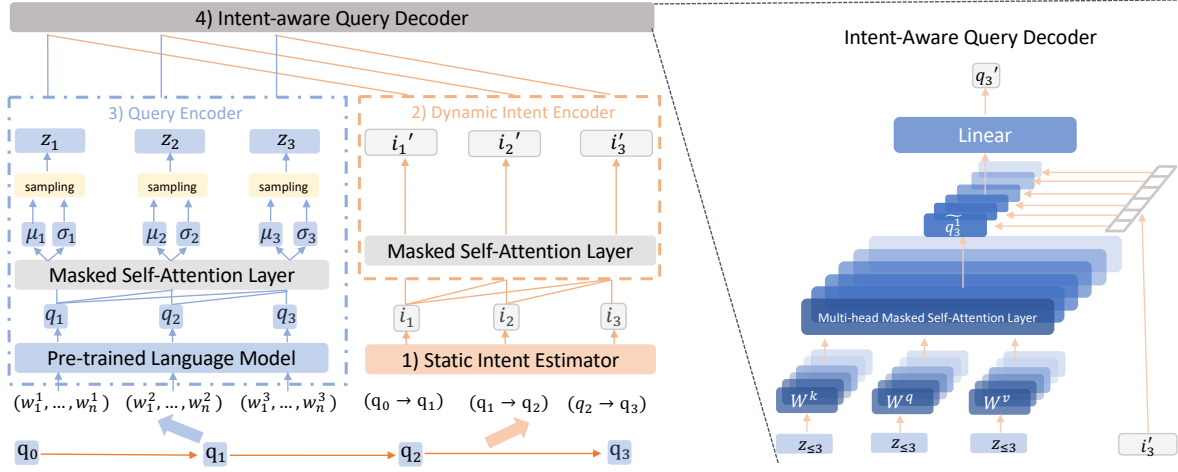 4) Intent-aware Query Decoder
3) Query Encoder
z₁ z₂ z₃
sampling sampling sampling
μ₁ σ₁ μ₂ σ₂ μ₃ σ₃
Masked Self-Attention Layer
q₁ q₂ q₃
Pre-trained Language Model
(w₁¹, ..., wₙ¹) (w₁², ..., wₙ²) (w₁³, ..., wₙ³)
2) Dynamic Intent Encoder
i₁′ i₂′ i₃′
Masked Self-Attention Layer
i₁ i₂ i₃
1) Static Intent Estimator
(q₀ → q₁) (q₁ → q₂) (q₂ → q₃)
q₀ q₁ q₂ q₃
Intent-Aware Query Decoder
q₃′
Linear
q̃₃¹
Multi-head Masked Self-Attention Layer
Wᵏ W^q Wᵛ
z≤₃ z≤₃ z≤₃ i₃′